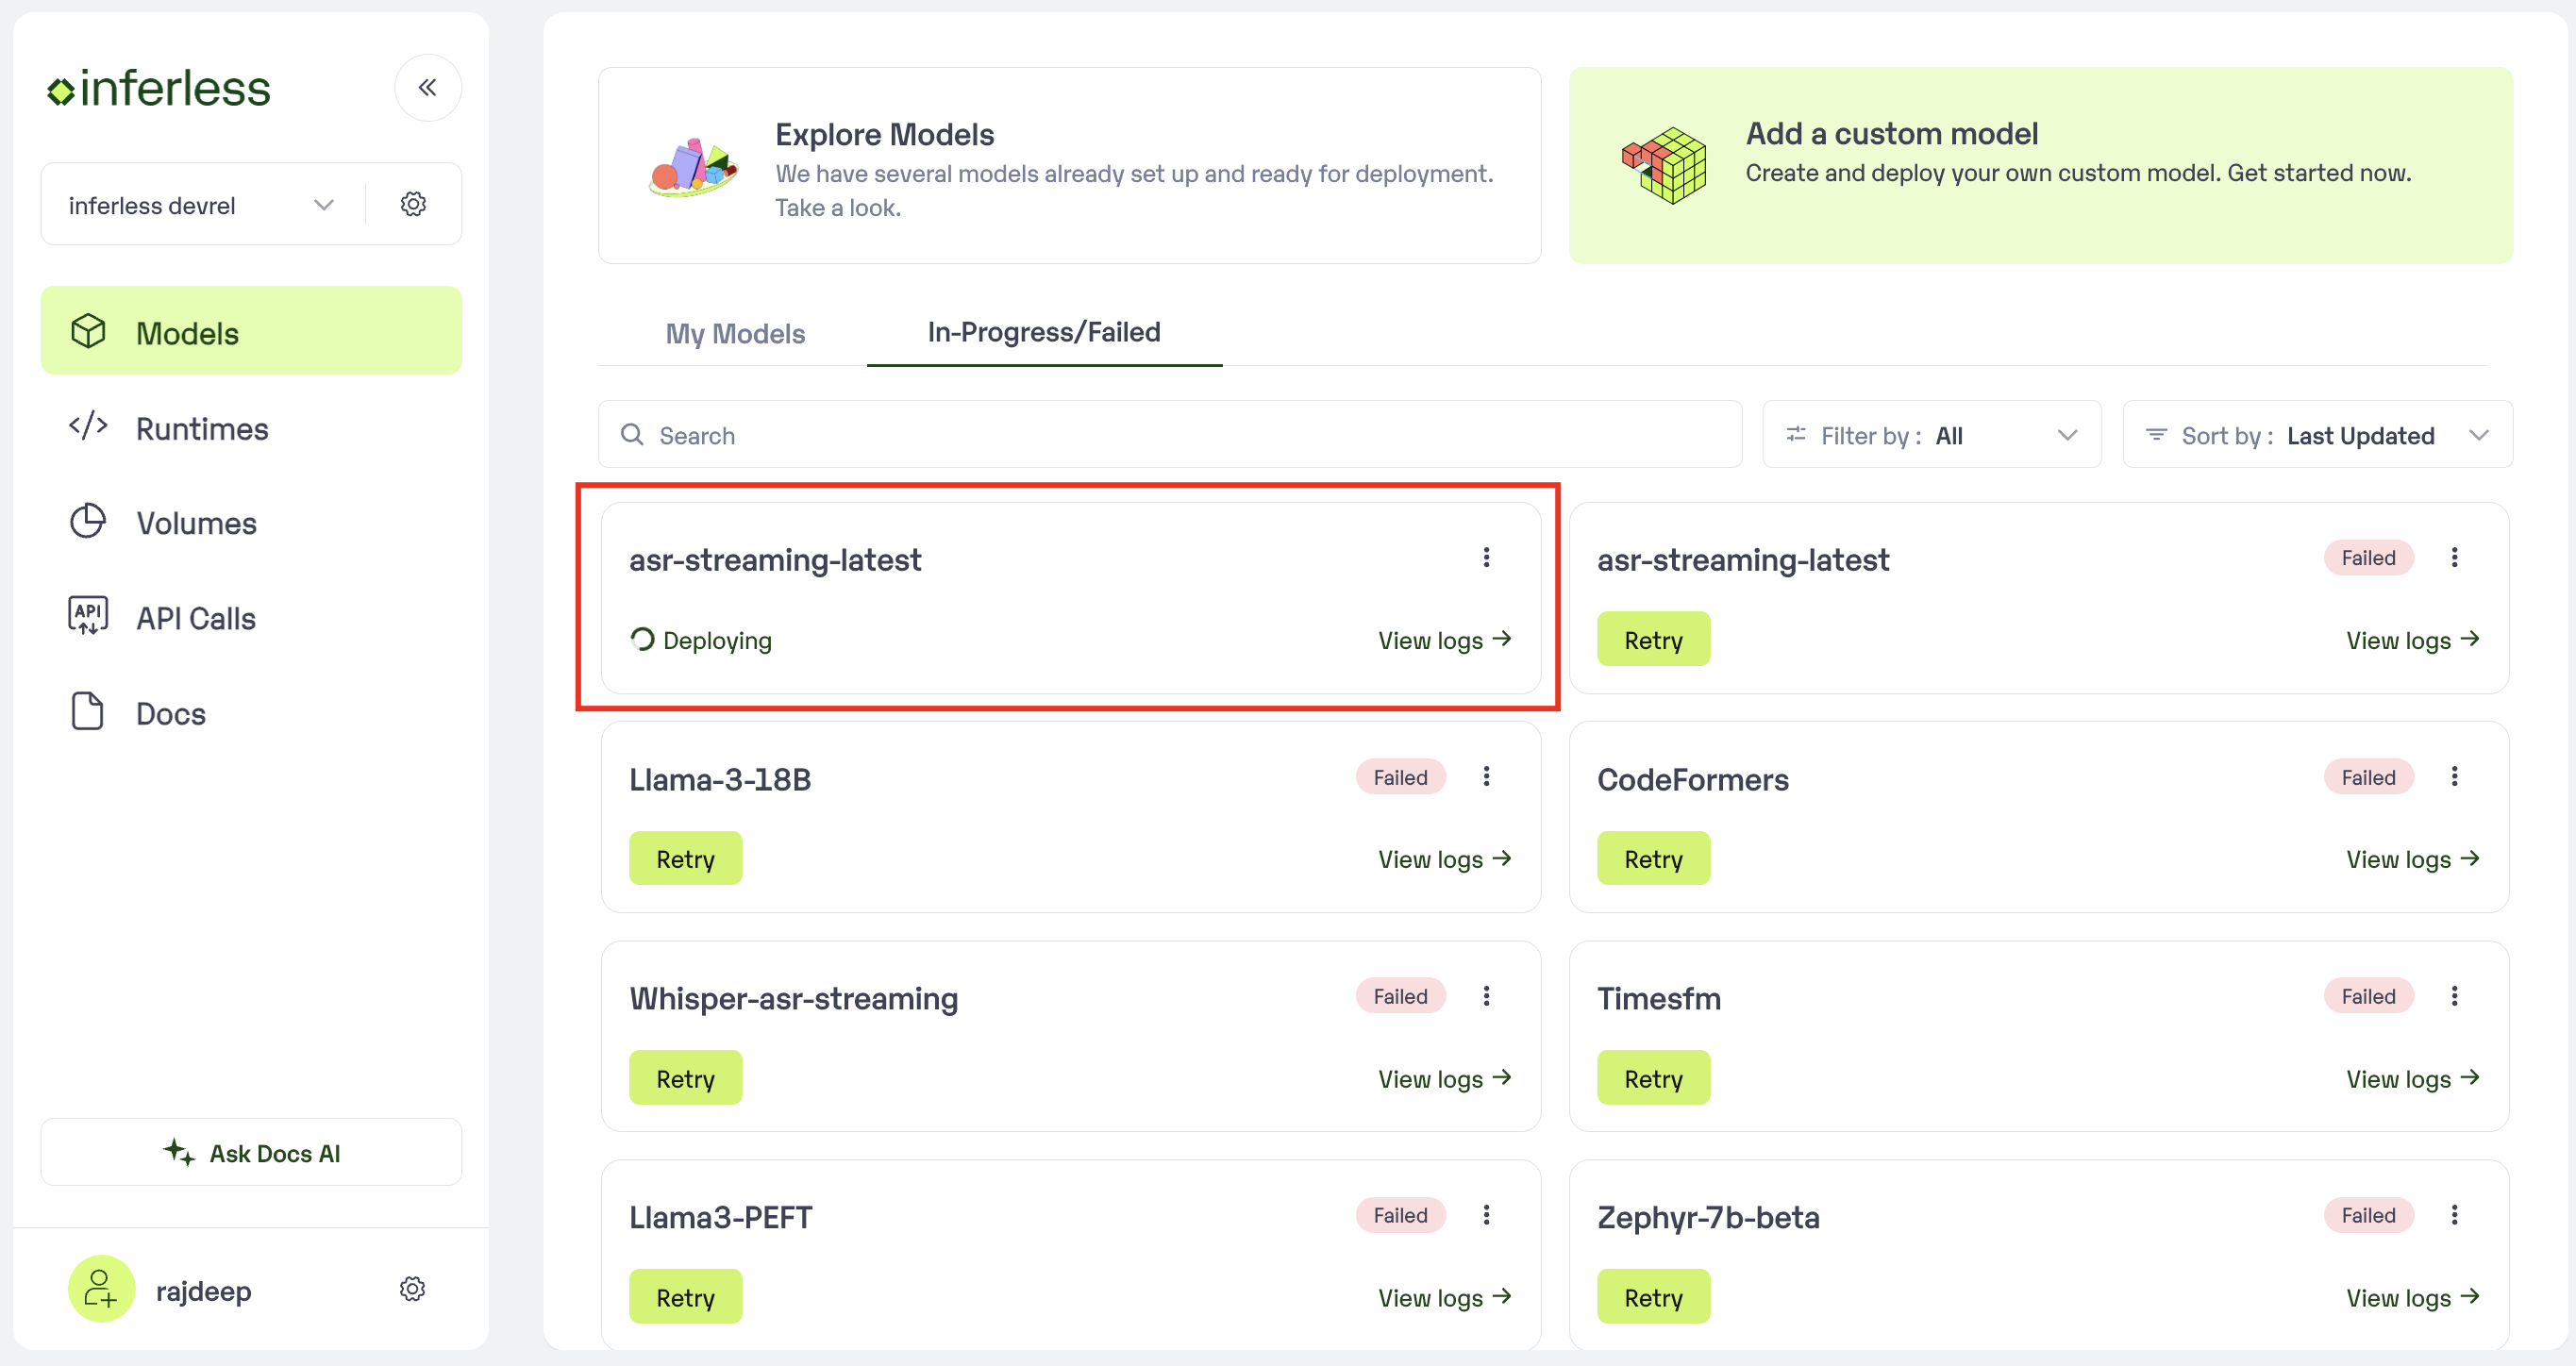 inferless
inferless devrel
Models
Runtimes
Volumes
API
API Calls
Docs
Ask Docs AI
rajdeep
Explore Models
We have several models already set up and ready for deployment.
Take a look.
Add a custom model
Create and deploy your own custom model. Get started now.
My Models
In-Progress/Failed
Search
Filter by : All
Sort by : Last Updated
asr-streaming-latest
Deploying
View logs →
asr-streaming-latest
Failed
Retry
View logs →
Llama-3-18B
Failed
Retry
View logs →
CodeFormers
Failed
Retry
View logs →
Whisper-asr-streaming
Failed
Retry
View logs →
Timesfm
Failed
Retry
View logs →
Llama3-PEFT
Failed
Retry
View logs →
Zephyr-7b-beta
Failed
Retry
View logs →